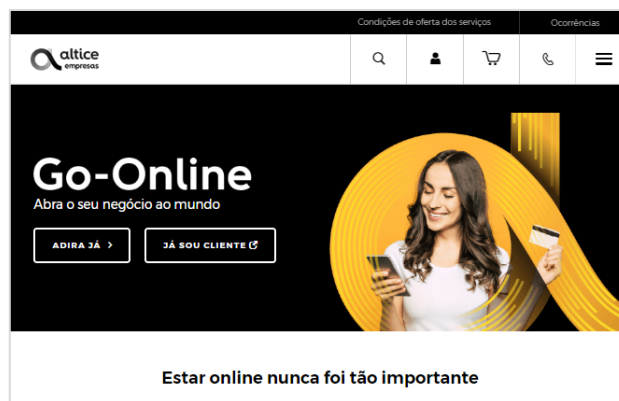 Condições de oferta dos serviços
Ocorrências
altice
empresas
Go-Online
Abra o seu negócio ao mundo
ADIRA JÁ
JÁ SOU CLIENTE
Estar online nunca foi tão importante